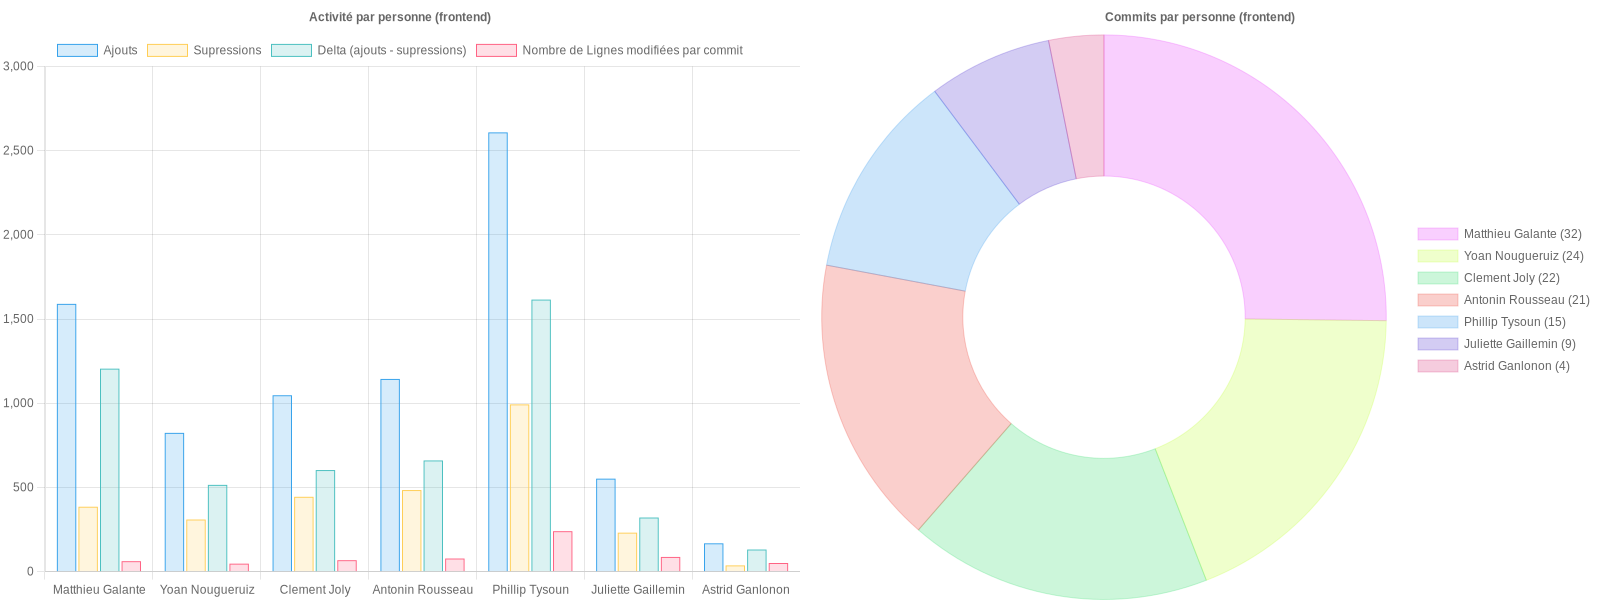 Activité par personne (frontend)
Ajouts Supressions Delta (ajouts - supressions) Nombre de Lignes modifiées par commit
3,000
2,500
2,000
1,500
1,000
500
0
Matthieu Galante Yoan Nougueruiz Clement Joly Antonin Rousseau Phillip Tysoun Juliette Gaillemin Astrid Ganlonon
Commits par personne (frontend)
Matthieu Galante (32)
Yoan Nougueruiz (24)
Clement Joly (22)
Antonin Rousseau (21)
Phillip Tysoun (15)
Juliette Gaillemin (9)
Astrid Ganlonon (4)